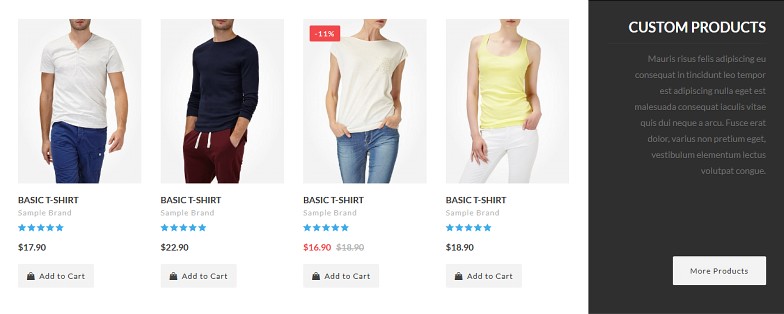 -11%
BASIC T-SHIRT
Sample Brand
$17.90
Add to Cart
BASIC T-SHIRT
Sample Brand
$22.90
Add to Cart
BASIC T-SHIRT
Sample Brand
$16.90 $18.90
Add to Cart
BASIC T-SHIRT
Sample Brand
$18.90
Add to Cart
CUSTOM PRODUCTS
Mauris risus felis adipiscing eu
consequat in tincidunt leo tempor
est adipiscing nulla eget est
malesuada consequat iaculis vitae
quis dui neque a arcu. Fusce erat
dolor, varius non pretium eget,
vestibulum elementum lectus
volutpat congue.
More Products